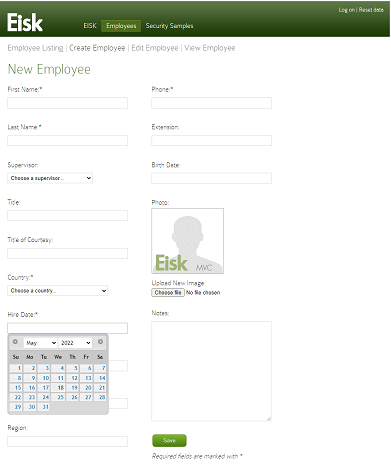 Eisk
Log on | Reset data
EISK Employees Security Samples
Employee Listing | Create Employee | Edit Employee | View Employee
New Employee
First Name:*
Phone:*
Last Name:*
Extension:
Supervisor:
Choose a supervisor...
Birth Date:
Title:
Photo:
Title of Courtesy:
Eisk MVC
Country:*
Choose a country...
Upload New Image:
Choose file No file chosen
Hire Date:*
Notes:
May 2022
Su Mo Tu We Th Fr Sa
1 2 3 4 5 6 7
8 9 10 11 12 13 14
15 16 17 18 19 20 21
22 23 24 25 26 27 28
29 30 31
Region:
Save
Required fields are marked with *